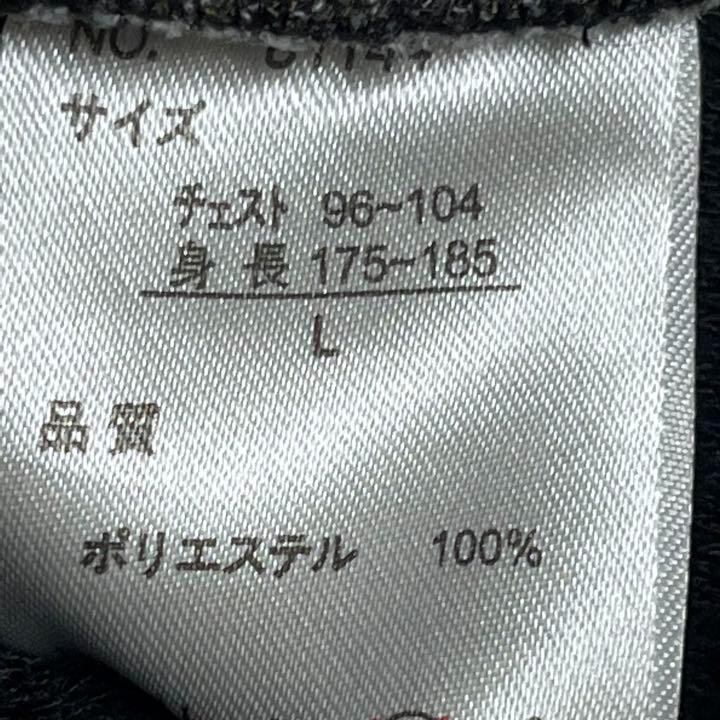 NO.
サイズ
チェスト 96~104
身長 175~185
L
品質
ポリエステル 100%